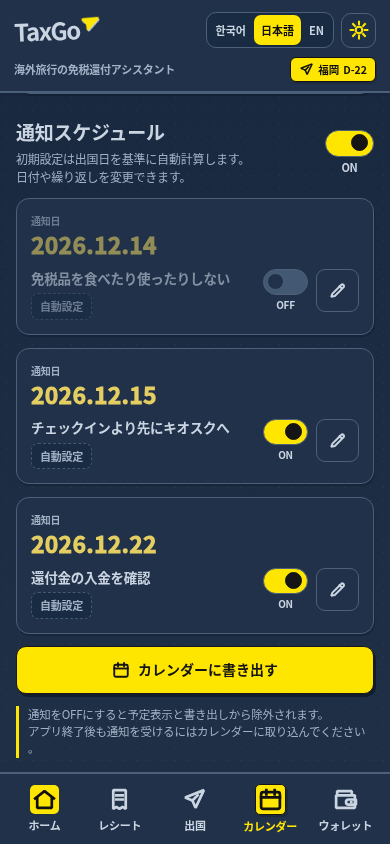 TaxGo
한국어 日本語 EN
海外旅行の免税還付アシスタント
福岡 D-22
通知スケジュール
初期設定は出国日を基準に自動計算します。
日付や繰り返しを変更できます。
ON
通知日
2026.12.14
免税品を食べたり使ったりしない
自動設定
OFF
通知日
2026.12.15
チェックインより先にキオスクへ
自動設定
ON
通知日
2026.12.22
還付金の入金を確認
自動設定
ON
カレンダーに書き出す
通知をOFFにすると予定表示と書き出しから除外されます。
アプリ終了後も通知を受けるにはカレンダーに取り込んでください
。
ホーム レシート 出国 カレンダー ウォレット